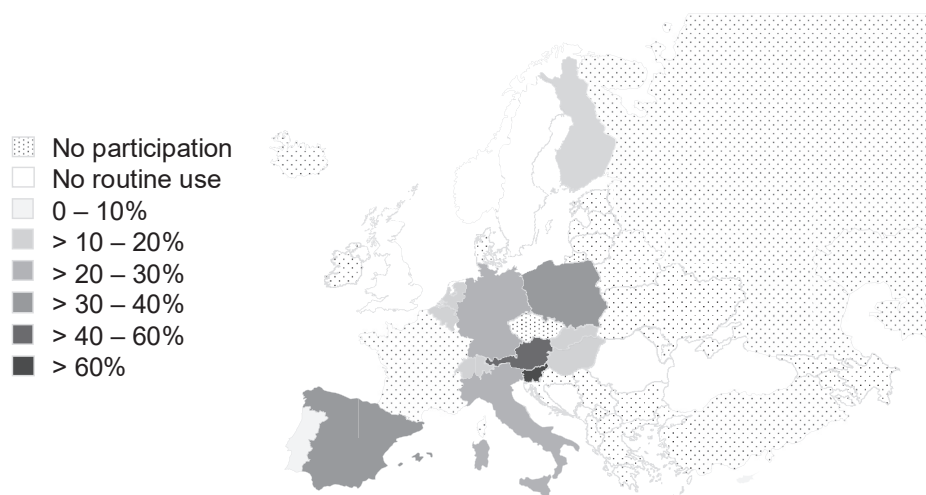 No participation
No routine use
0 – 10%
> 10 – 20%
> 20 – 30%
> 30 – 40%
> 40 – 60%
> 60%